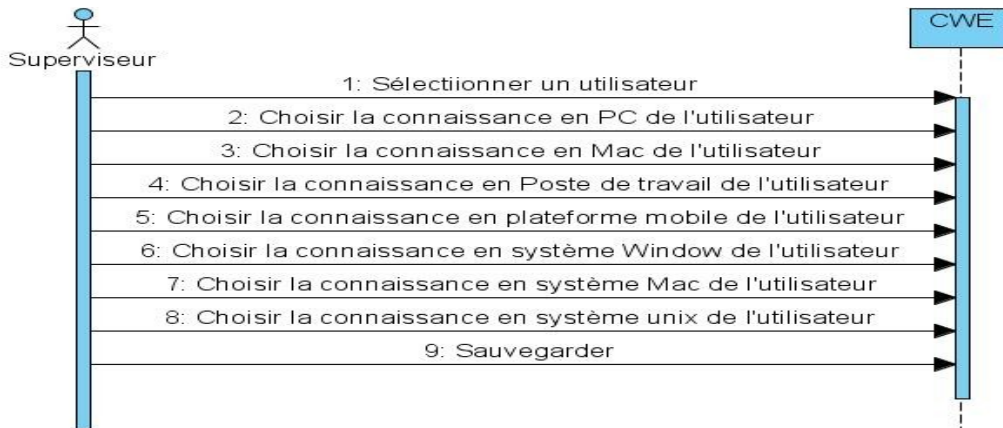 CWE
Superviseur
1: Sélectiionner un utilisateur
2: Choisir la connaissance en PC de l'utilisateur
3: Choisir la connaissance en Mac de l'utilisateur
4: Choisir la connaissance en Poste de travail de l'utilisateur
5: Choisir la connaissance en plateforme mobile de l'utilisateur
6: Choisir la connaissance en système Window de l'utilisateur
7: Choisir la connaissance en système Mac de l'utilisateur
8: Choisir la connaissance en système unix de l'utilisateur
9: Sauvegarder